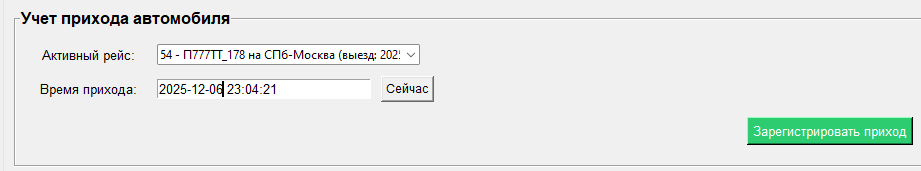 Учет прихода автомобиля
Активный рейс: 54 - П777ТТ_178 на СПб-Москва (выезд: 202
Время прихода: 2025-12-06 23:04:21 Сейчас
Зарегистрировать приход